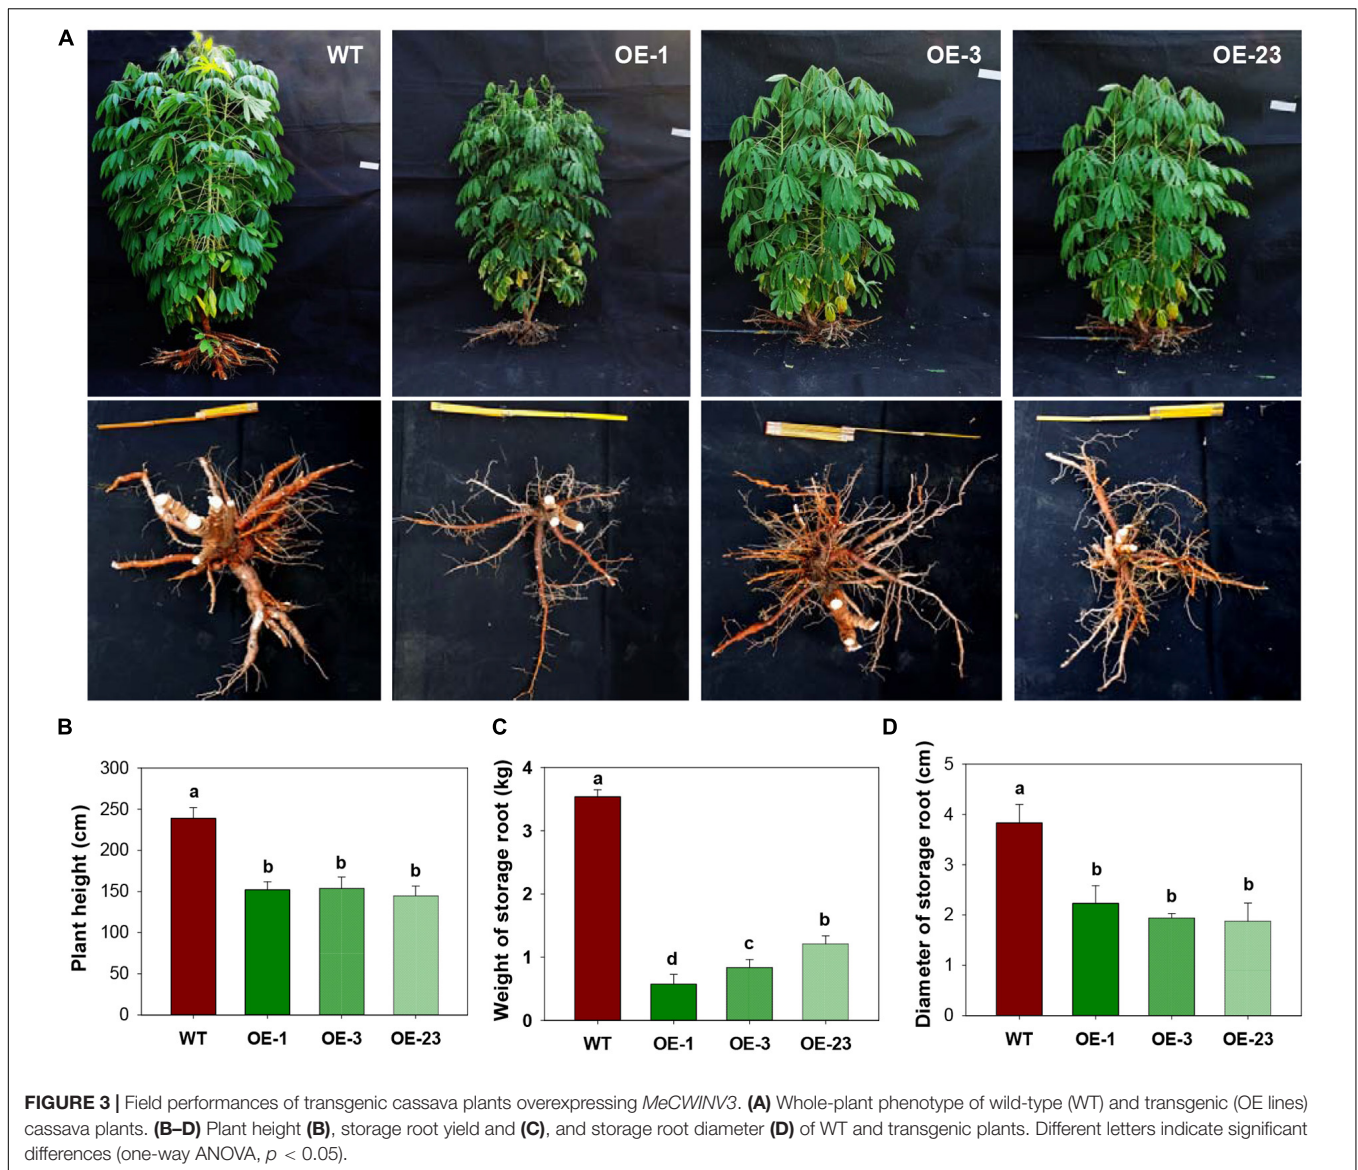 A
WT
OE-1
OE-3
OE-23
B
C
D
300
250
200
150
100
50
0
Plant height (cm)
a
b
b
b
WT
OE-1
OE-3
OE-23
4
3
2
1
0
Weight of storage root (kg)
a
d
c
b
WT
OE-1
OE-3
OE-23
5
4
3
2
1
0
Diameter of storage root (cm)
a
b
b
b
WT
OE-1
OE-3
OE-23
FIGURE 3 | Field performances of transgenic cassava plants overexpressing MeCWINV3. (A) Whole-plant phenotype of wild-type (WT) and transgenic (OE lines)
cassava plants. (B–D) Plant height (B), storage root yield and (C), and storage root diameter (D) of WT and transgenic plants. Different letters indicate significant
differences (one-way ANOVA, p < 0.05).